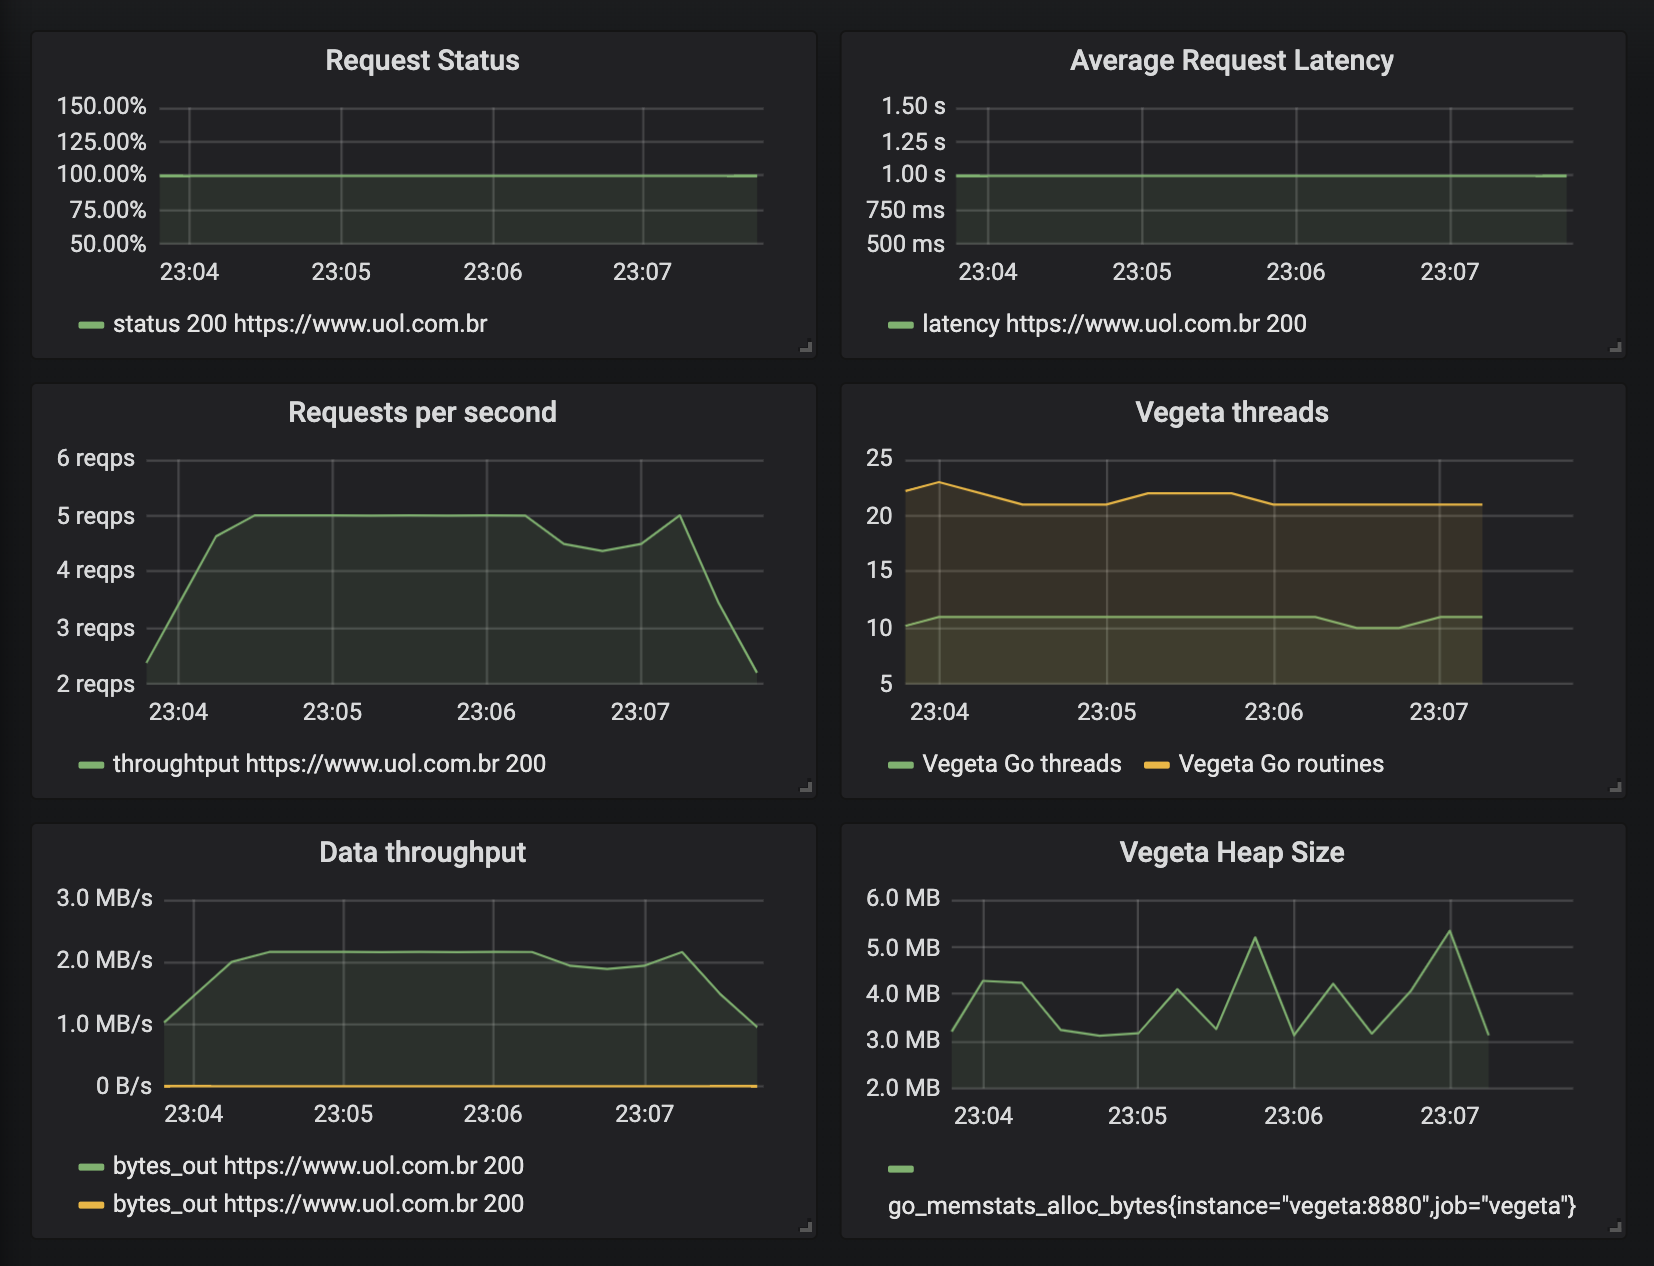 Request Status
150.00%
125.00%
100.00%
75.00%
50.00%
23:04 23:05 23:06 23:07
status 200 https://www.uol.com.br
Average Request Latency
1.50 s
1.25 s
1.00 s
750 ms
500 ms
23:04 23:05 23:06 23:07
latency https://www.uol.com.br 200
Requests per second
6 reqps
5 reqps
4 reqps
3 reqps
2 reqps
23:04 23:05 23:06 23:07
throughtput https://www.uol.com.br 200
Vegeta threads
25
20
15
10
5
23:04 23:05 23:06 23:07
Vegeta Go threads Vegeta Go routines
Data throughput
3.0 MB/s
2.0 MB/s
1.0 MB/s
0 B/s
23:04 23:05 23:06 23:07
bytes_out https://www.uol.com.br 200
bytes_out https://www.uol.com.br 200
Vegeta Heap Size
6.0 MB
5.0 MB
4.0 MB
3.0 MB
2.0 MB
23:04 23:05 23:06 23:07
go_memstats_alloc_bytes{instance="vegeta:8880",job="vegeta"}